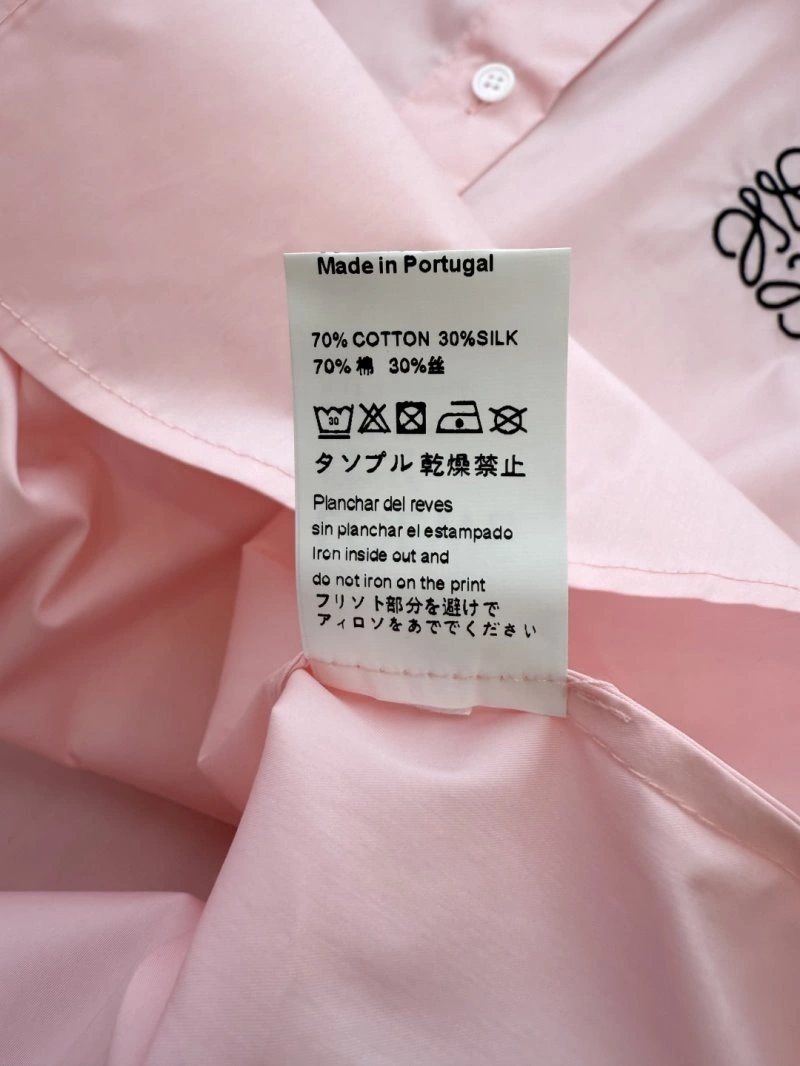 Made in Portugal
70% COTTON 30%SILK
70% 棉 30%丝
30
タソプル 乾燥禁止
Planchar del reves
sin planchar el estampado
Iron inside out and
do not iron on the print
フリソト部分を避けで
アィロソをあででください